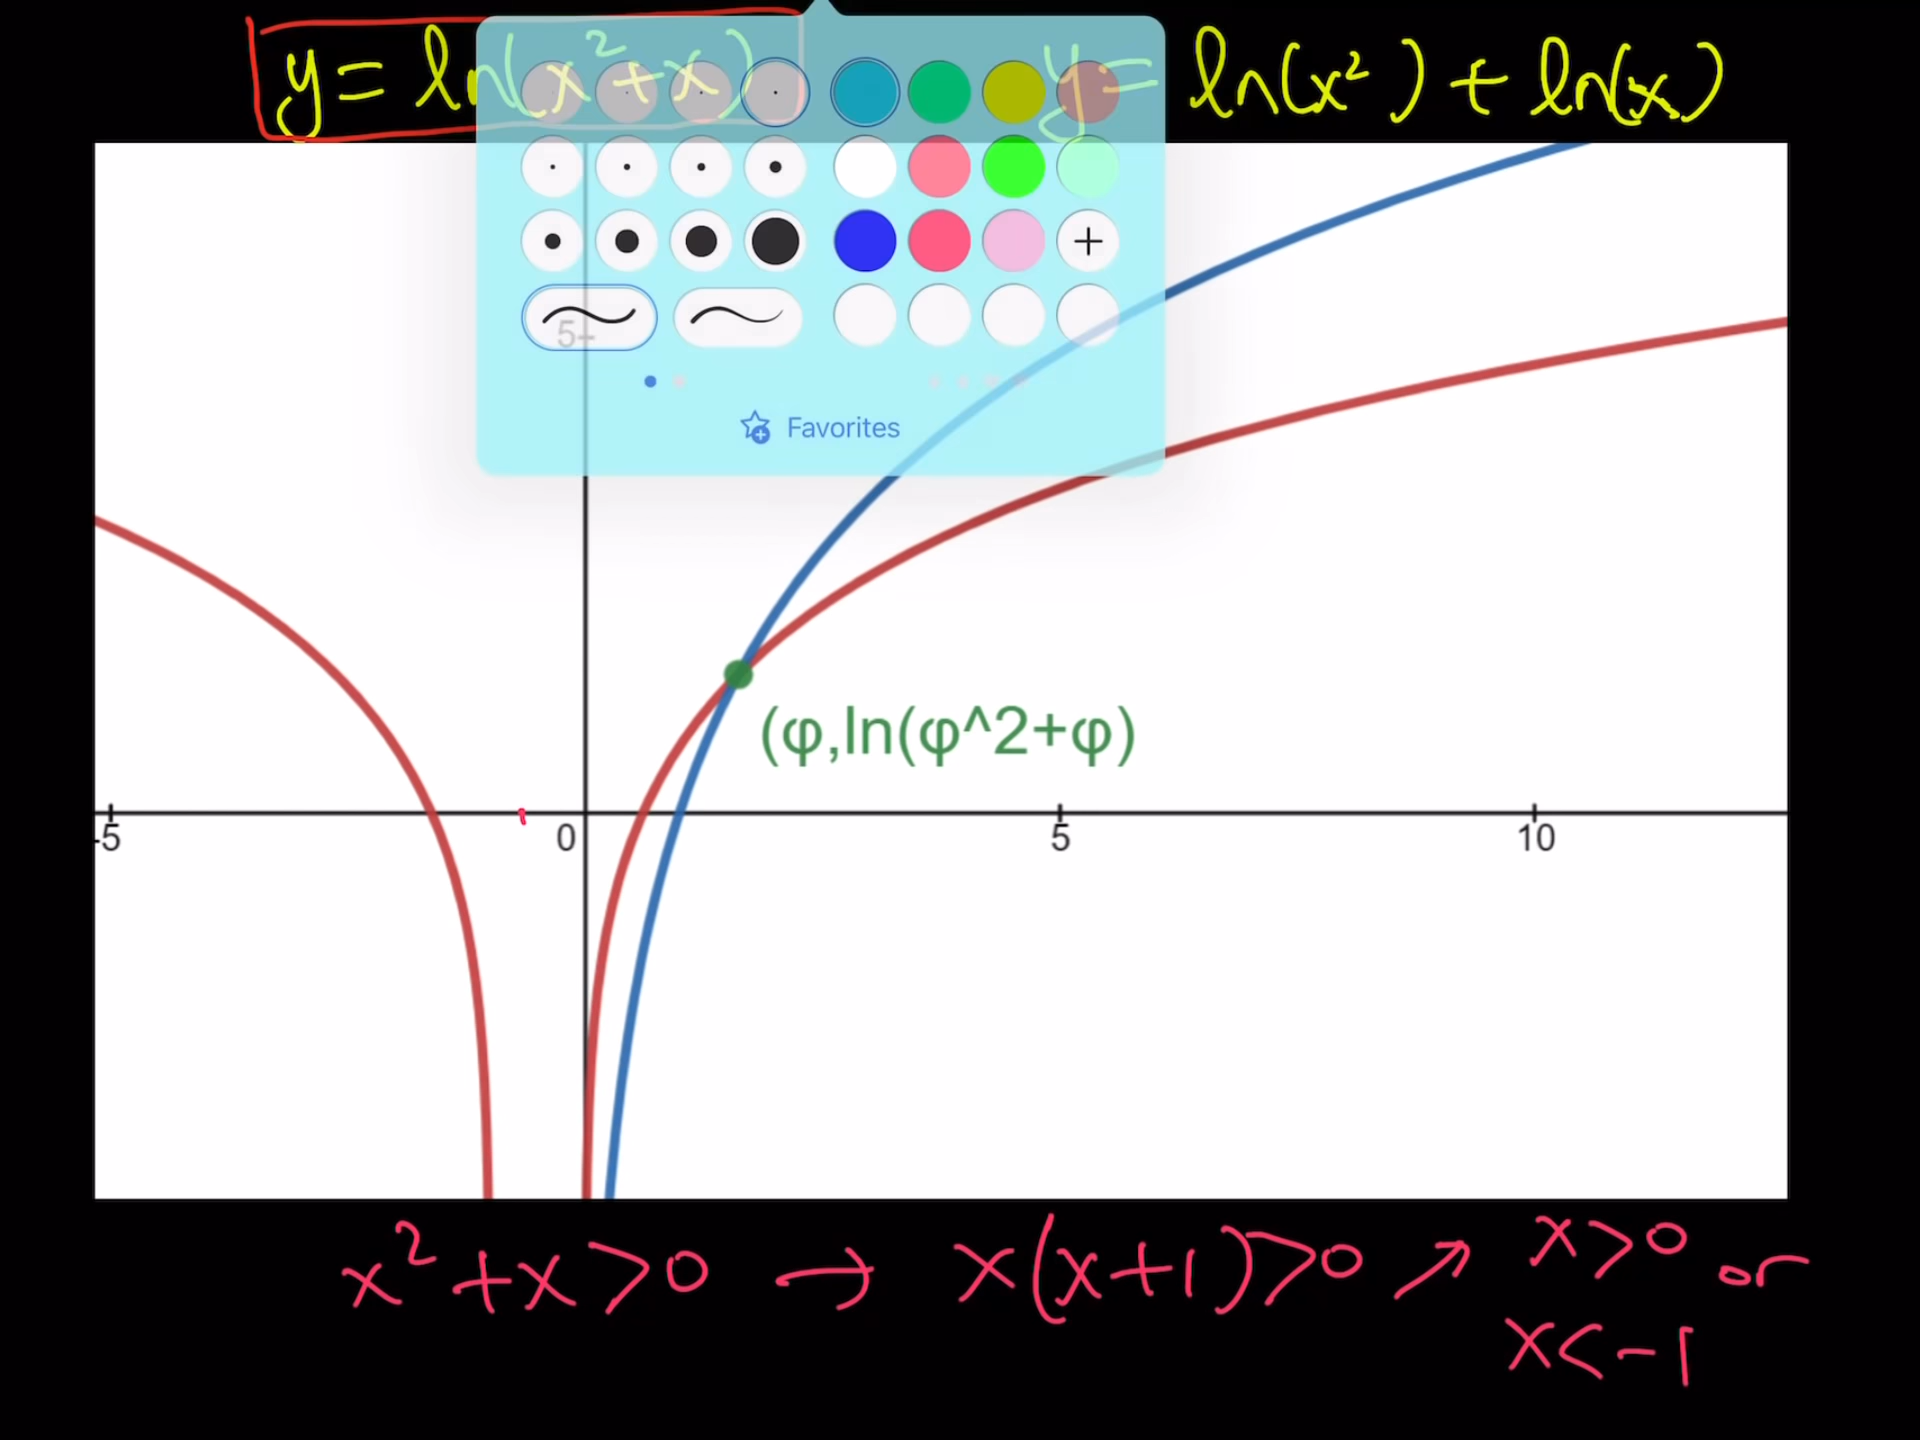 y = ln(x²+x) y = ln(x²) + ln(x)
5
Favorites
(φ,ln(φ^2+φ)
-5 0 5 10
x²+x>0 → x(x+1)>0 ↗ x>0 or
x<-1